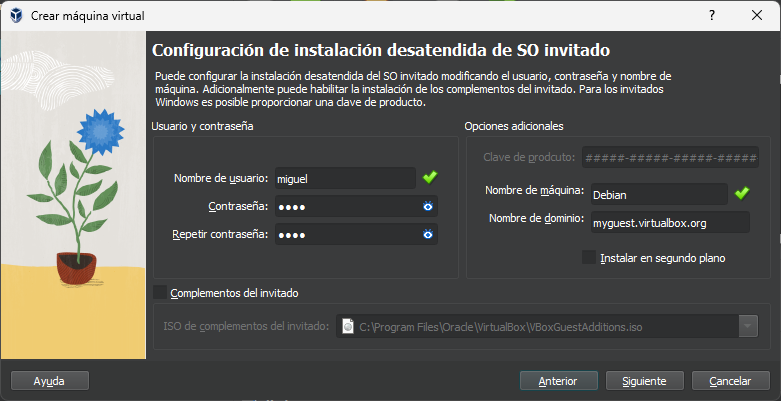 Crear máquina virtual
?
Configuración de instalación desatendida de SO invitado
Puede configurar la instalación desatendida del SO invitado modificando el usuario, contraseña y nombre de
máquina. Adicionalmente puede habilitar la instalación de los complementos del invitado. Para los invitados
Windows es posible proporcionar una clave de producto.
Usuario y contraseña
Nombre de usuario: miguel
Contraseña: ●●●●
Repetir contraseña: ●●●●
Opciones adicionales
Clave de prodcuto: #####-#####-#####-#####
Nombre de máquina: Debian
Nombre de dominio: myguest.virtualbox.org
Instalar en segundo plano
Complementos del invitado
ISO de complementos del invitado: C:\Program Files\Oracle\VirtualBox\VBoxGuestAdditions.iso
Ayuda
Anterior
Siguiente
Cancelar